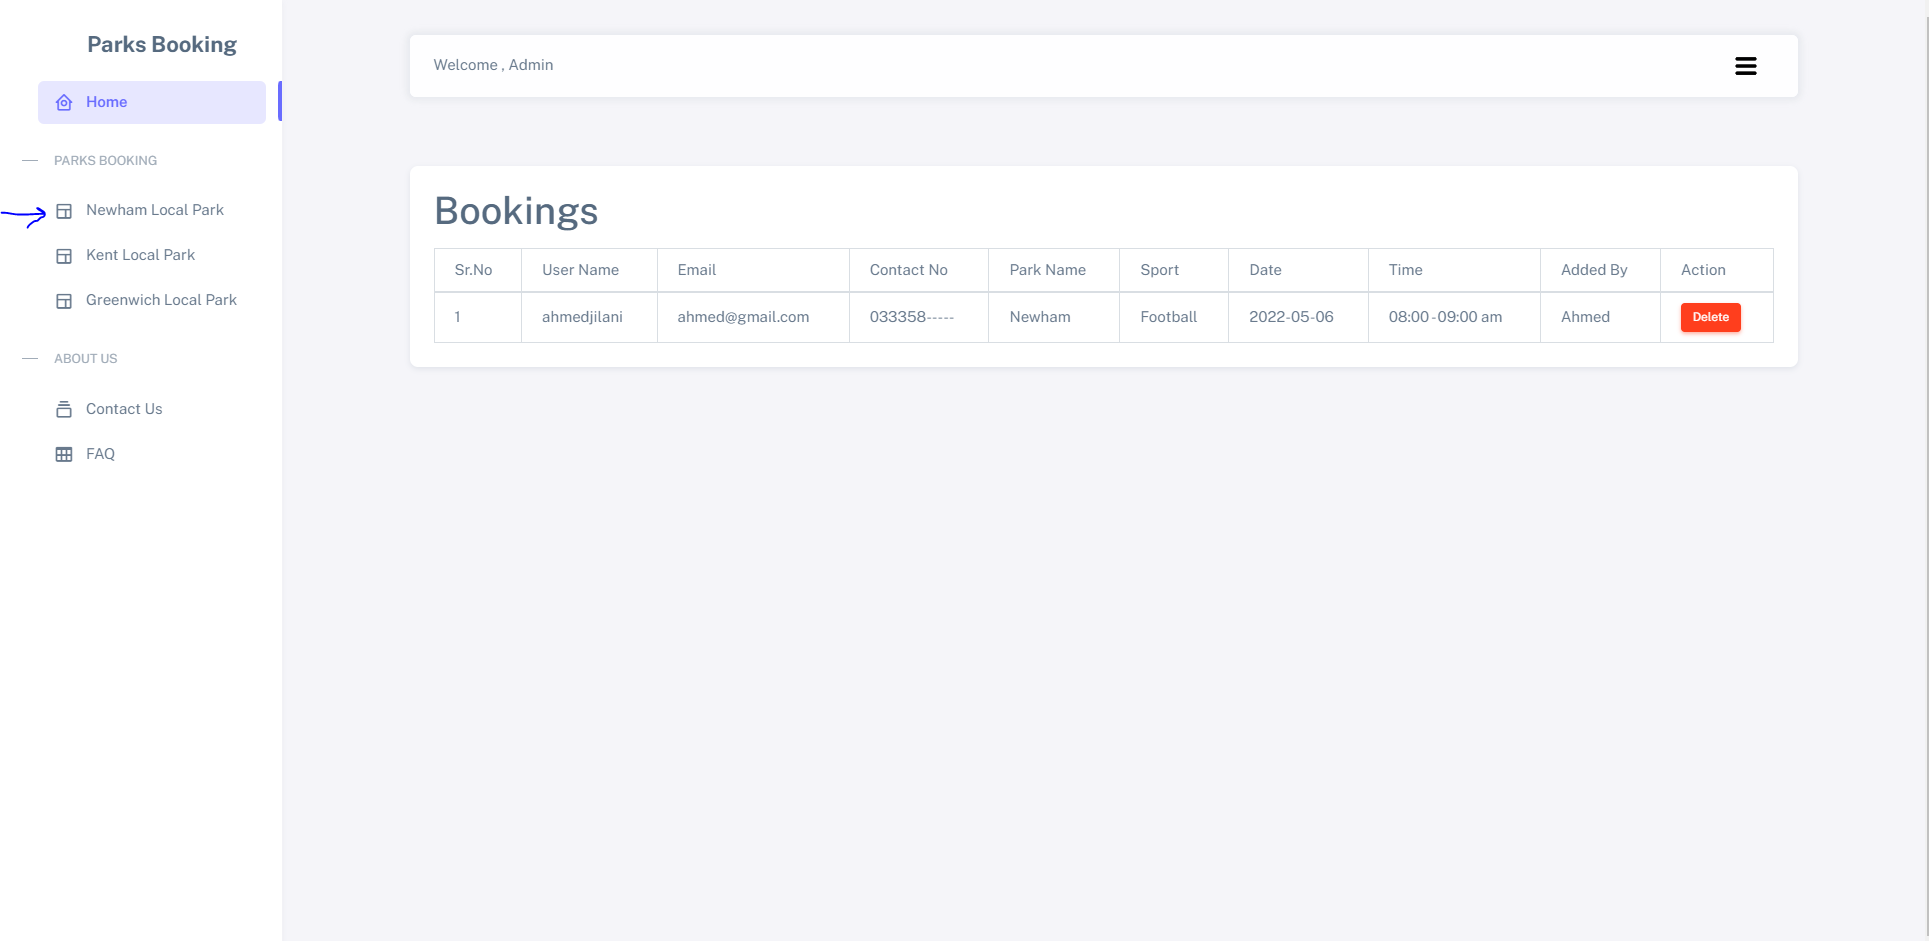 Parks Booking
Home
PARKS BOOKING
Newham Local Park
Kent Local Park
Greenwich Local Park
ABOUT US
Contact Us
FAQ
Welcome , Admin
Bookings
Sr.No User Name Email Contact No Park Name Sport Date Time Added By Action
1 ahmedjilani ahmed@gmail.com 033358----- Newham Football 2022-05-06 08:00-09:00 am Ahmed Delete